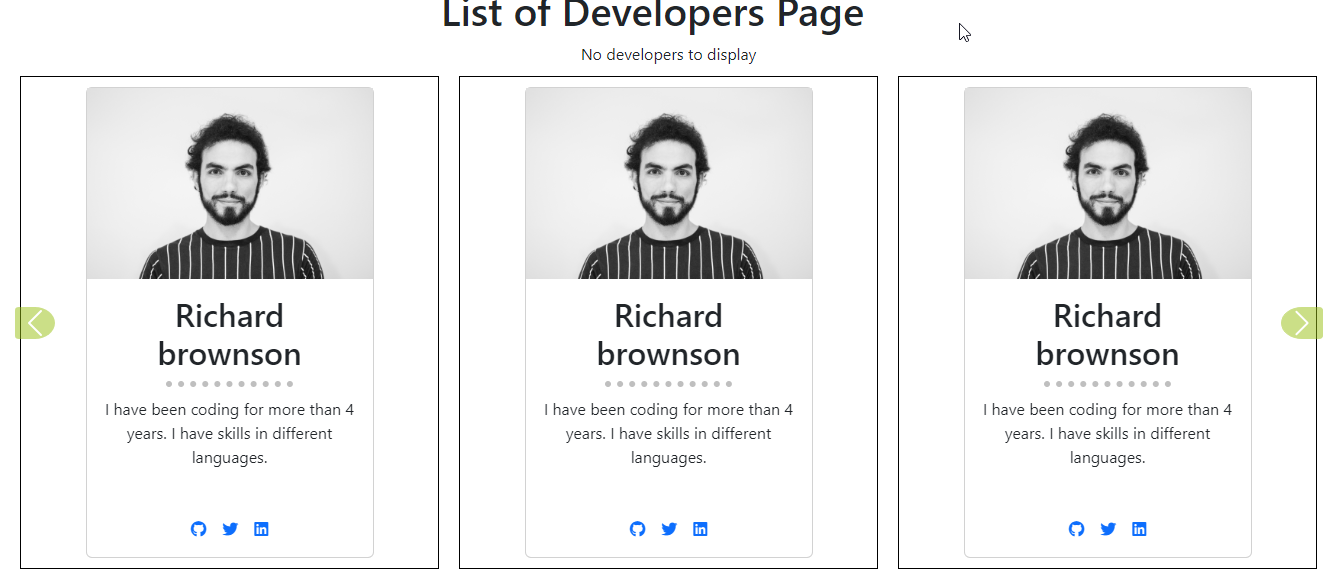 List of Developers Page
No developers to display
Richard
brownson
I have been coding for more than 4
years. I have skills in different
languages.
Richard
brownson
I have been coding for more than 4
years. I have skills in different
languages.
Richard
brownson
I have been coding for more than 4
years. I have skills in different
languages.